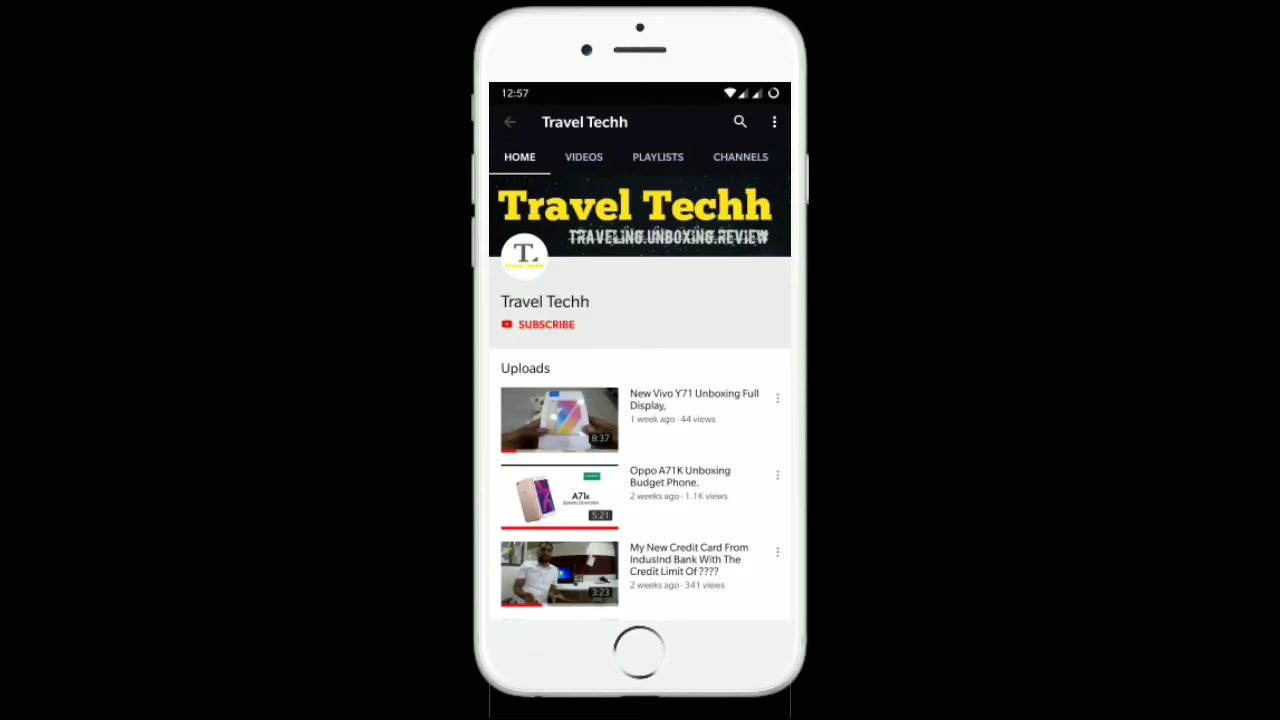 12:57
Travel Techh
HOME VIDEOS PLAYLISTS CHANNELS
Travel Techh
TRAVELING.UNBOXING.REVIEW
T.
Travel Techh
Travel Techh
SUBSCRIBE
Uploads
8:37
New Vivo Y71 Unboxing Full
Display,
1 week ago · 44 views
A71k
5:21
Oppo A71K Unboxing
Budget Phone.
2 weeks ago · 1.1K views
3:23
My New Credit Card From
IndusInd Bank With The
Credit Limit Of ????
2 weeks ago · 341 views